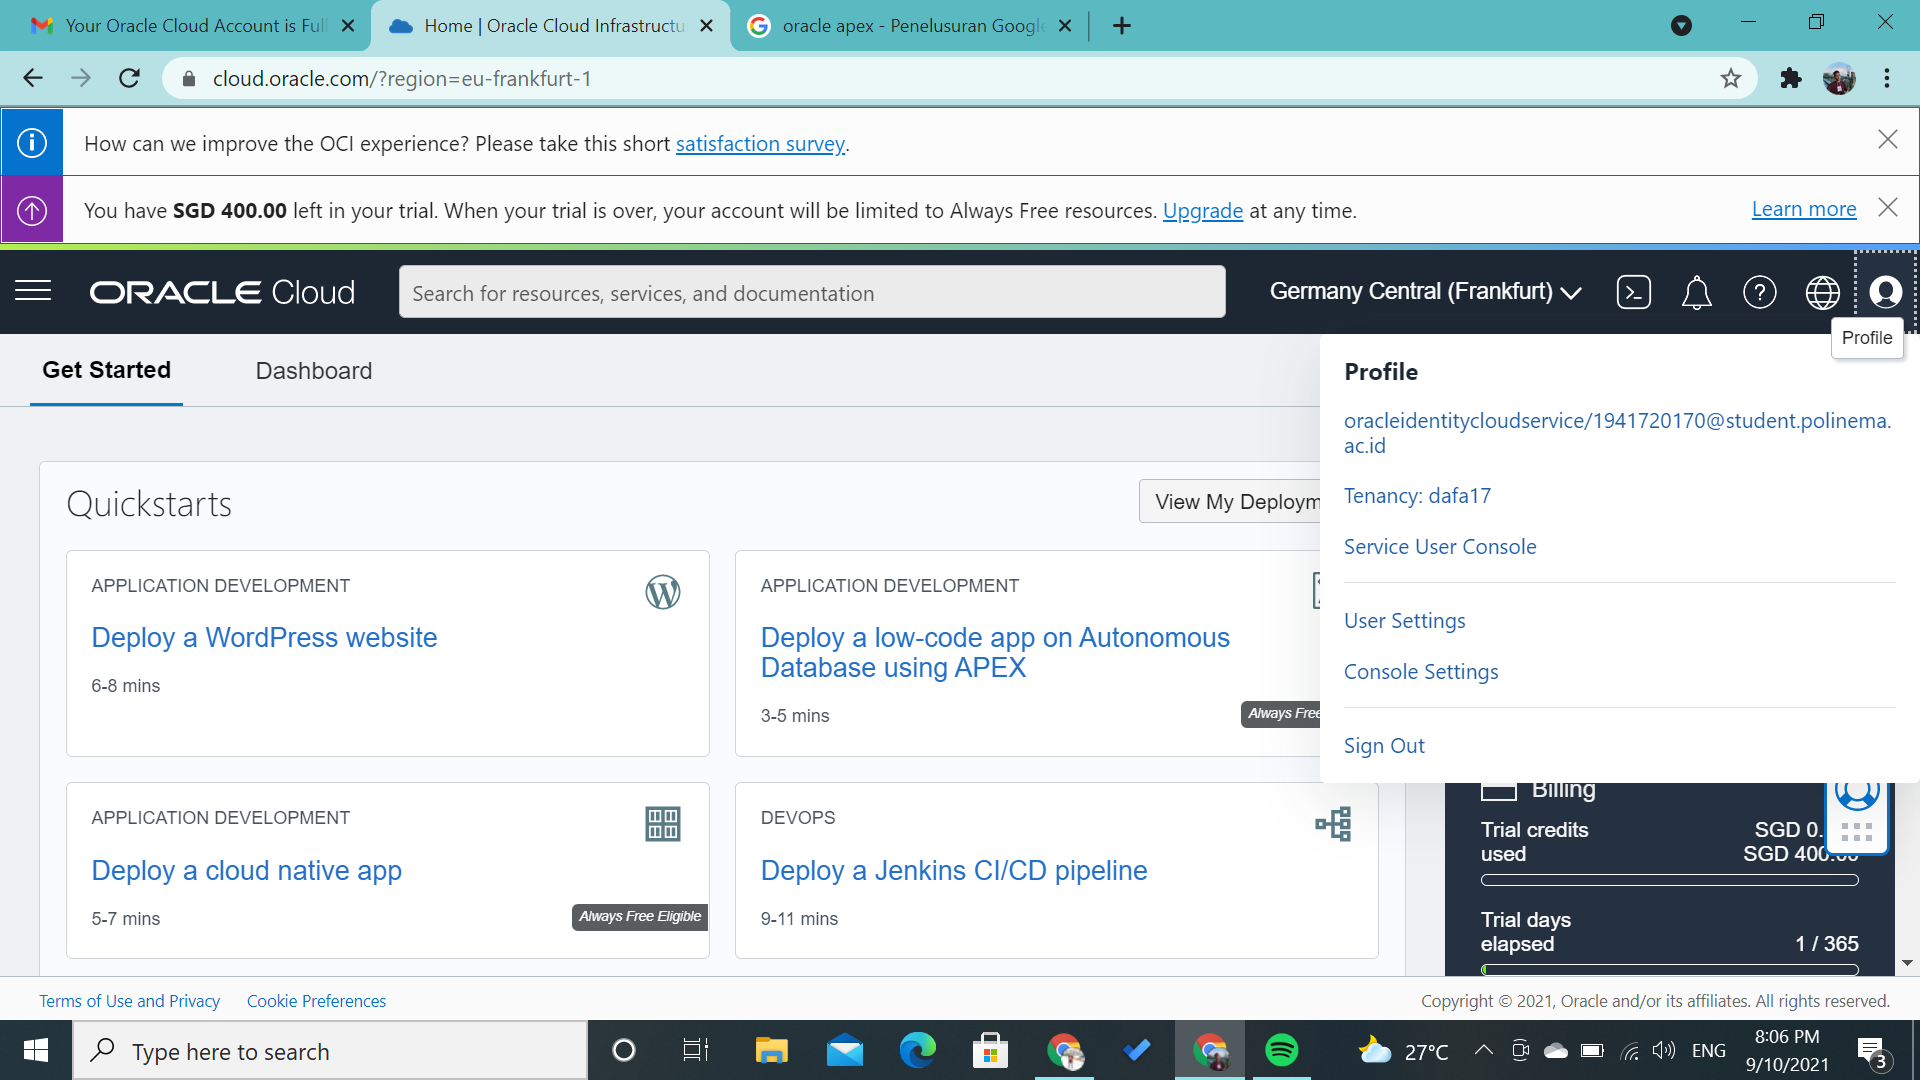 Your Oracle Cloud Account is Full
Home | Oracle Cloud Infrastructu
oracle apex - Penelusuran Google
cloud.oracle.com/?region=eu-frankfurt-1
How can we improve the OCI experience? Please take this short satisfaction survey.
You have SGD 400.00 left in your trial. When your trial is over, your account will be limited to Always Free resources. Upgrade at any time.
Learn more
ORACLE Cloud
Search for resources, services, and documentation
Germany Central (Frankfurt)
Profile
Get Started
Dashboard
Profile
oracleidentitycloudservice/1941720170@student.polinema.
ac.id
Tenancy: dafa17
Service User Console
User Settings
Console Settings
Sign Out
Quickstarts
View My Deploym
APPLICATION DEVELOPMENT
Deploy a WordPress website
6-8 mins
APPLICATION DEVELOPMENT
Deploy a low-code app on Autonomous
Database using APEX
3-5 mins
Always Free
APPLICATION DEVELOPMENT
Deploy a cloud native app
5-7 mins
Always Free Eligible
DEVOPS
Deploy a Jenkins CI/CD pipeline
9-11 mins
Billing
Trial credits
used
SGD 0.
SGD 400.00
Trial days
elapsed
1 / 365
Terms of Use and Privacy
Cookie Preferences
Copyright © 2021, Oracle and/or its affiliates. All rights reserved.
Type here to search
27°C
ENG
8:06 PM
9/10/2021
3